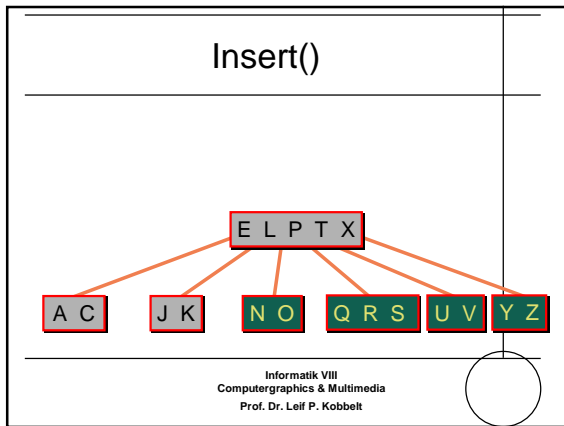 Insert()
E L P T X
A C J K N O Q R S U V Y Z
Informatik VIII
Computergraphics & Multimedia
Prof. Dr. Leif P. Kobbelt